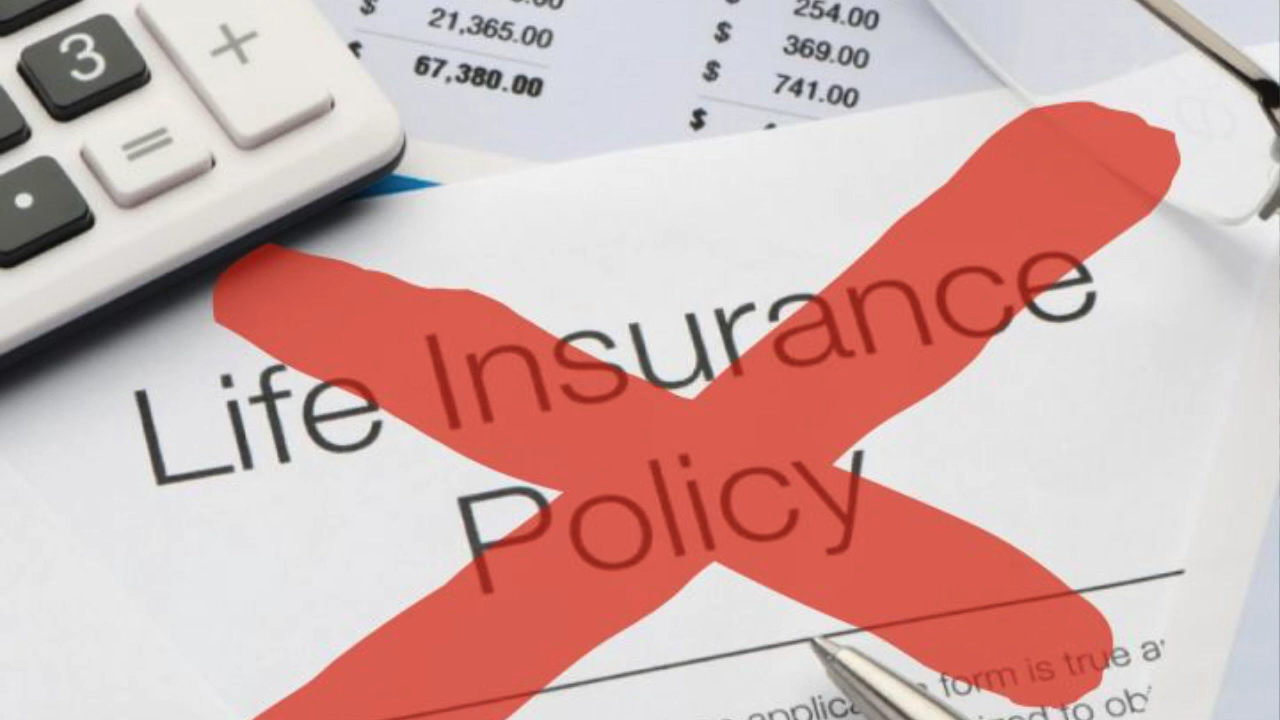 3
+
=
$ 21,365.00
67,380.00
254.00
$ 369.00
$ 741.00
$
Life Insurance
Policy
form is true
to